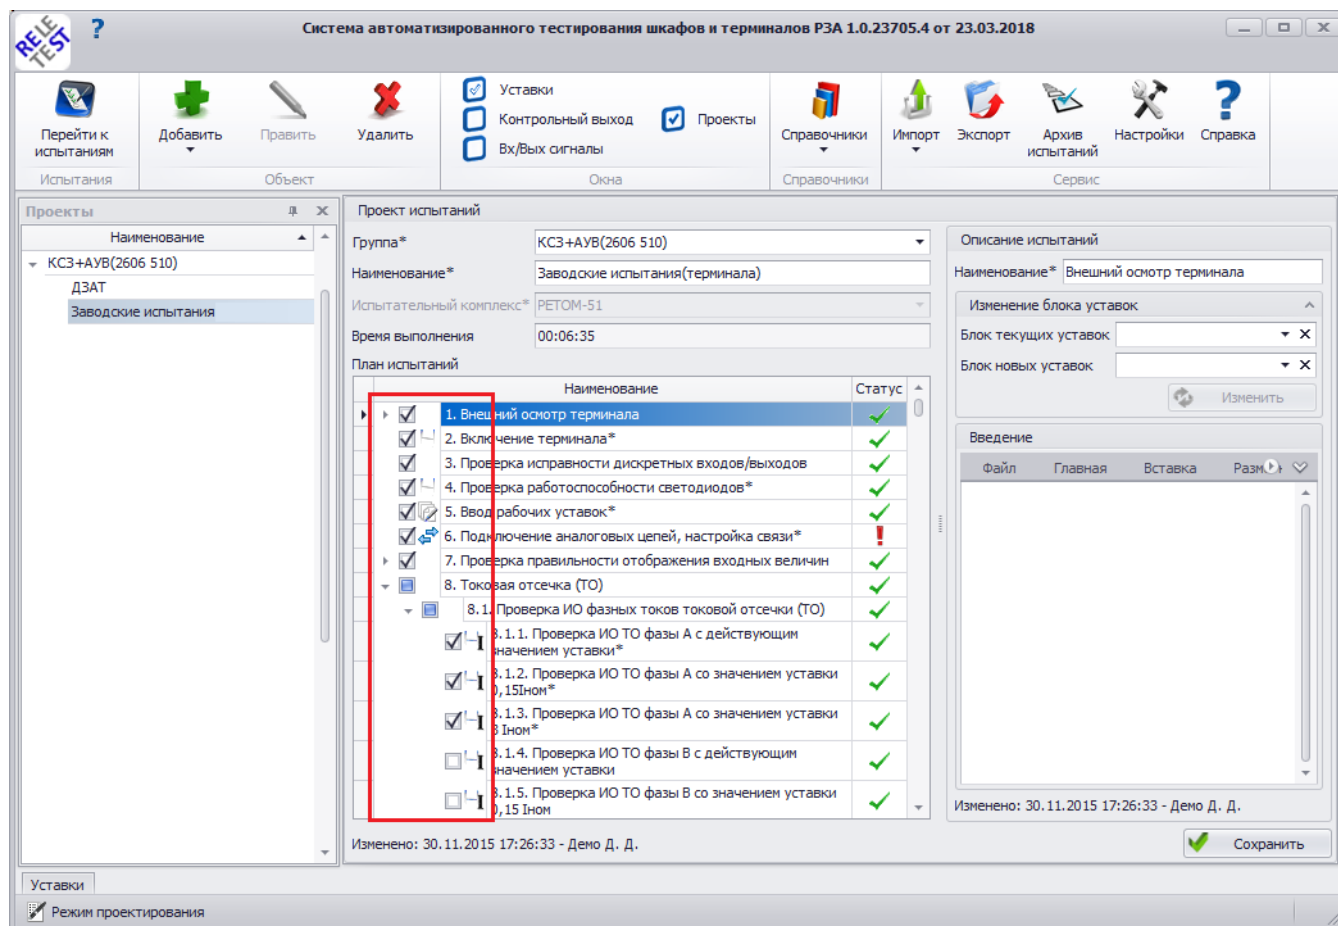 RELE TEST
?
Система автоматизированного тестирования шкафов и терминалов РЗА 1.0.23705.4 от 23.03.2018
Перейти к
испытаниям
Добавить
Править
Удалить
Уставки
Контрольный выход
Вх/Вых сигналы
Проекты
Справочники
Импорт
Экспорт
Архив
испытаний
Настройки
Справка
Испытания
Объект
Окна
Справочники
Сервис
Проекты
Наименование
КСЗ+АУВ(2606 510)
ДЗАТ
Заводские испытания
Проект испытаний
Группа*
КСЗ+АУВ(2606 510)
Наименование*
Заводские испытания(терминала)
Испытательный комплекс*
РЕТОМ-51
Время выполнения
00:06:35
План испытаний
Наименование
Статус
1. Внешний осмотр терминала
2. Включение терминала*
3. Проверка исправности дискретных входов/выходов
4. Проверка работоспособности светодиодов*
5. Ввод рабочих уставок*
6. Подключение аналоговых цепей, настройка связи*
7. Проверка правильности отображения входных величин
8. Токовая отсечка (ТО)
8.1. Проверка ИО фазных токов токовой отсечки (ТО)
8.1.1. Проверка ИО ТО фазы А с действующим
значением уставки*
8.1.2. Проверка ИО ТО фазы А со значением уставки
0,15Iном*
8.1.3. Проверка ИО ТО фазы А со значением уставки
8 Iном*
8.1.4. Проверка ИО ТО фазы В с действующим
значением уставки
8.1.5. Проверка ИО ТО фазы В со значением уставки
0,15 Iном
Изменено: 30.11.2015 17:26:33 - Демо Д. Д.
Описание испытаний
Наименование*
Внешний осмотр терминала
Изменение блока уставок
Блок текущих уставок
Блок новых уставок
Изменить
Введение
Файл
Главная
Вставка
Разм
Изменено: 30.11.2015 17:26:33 - Демо Д. Д.
Сохранить
Уставки
Режим проектирования